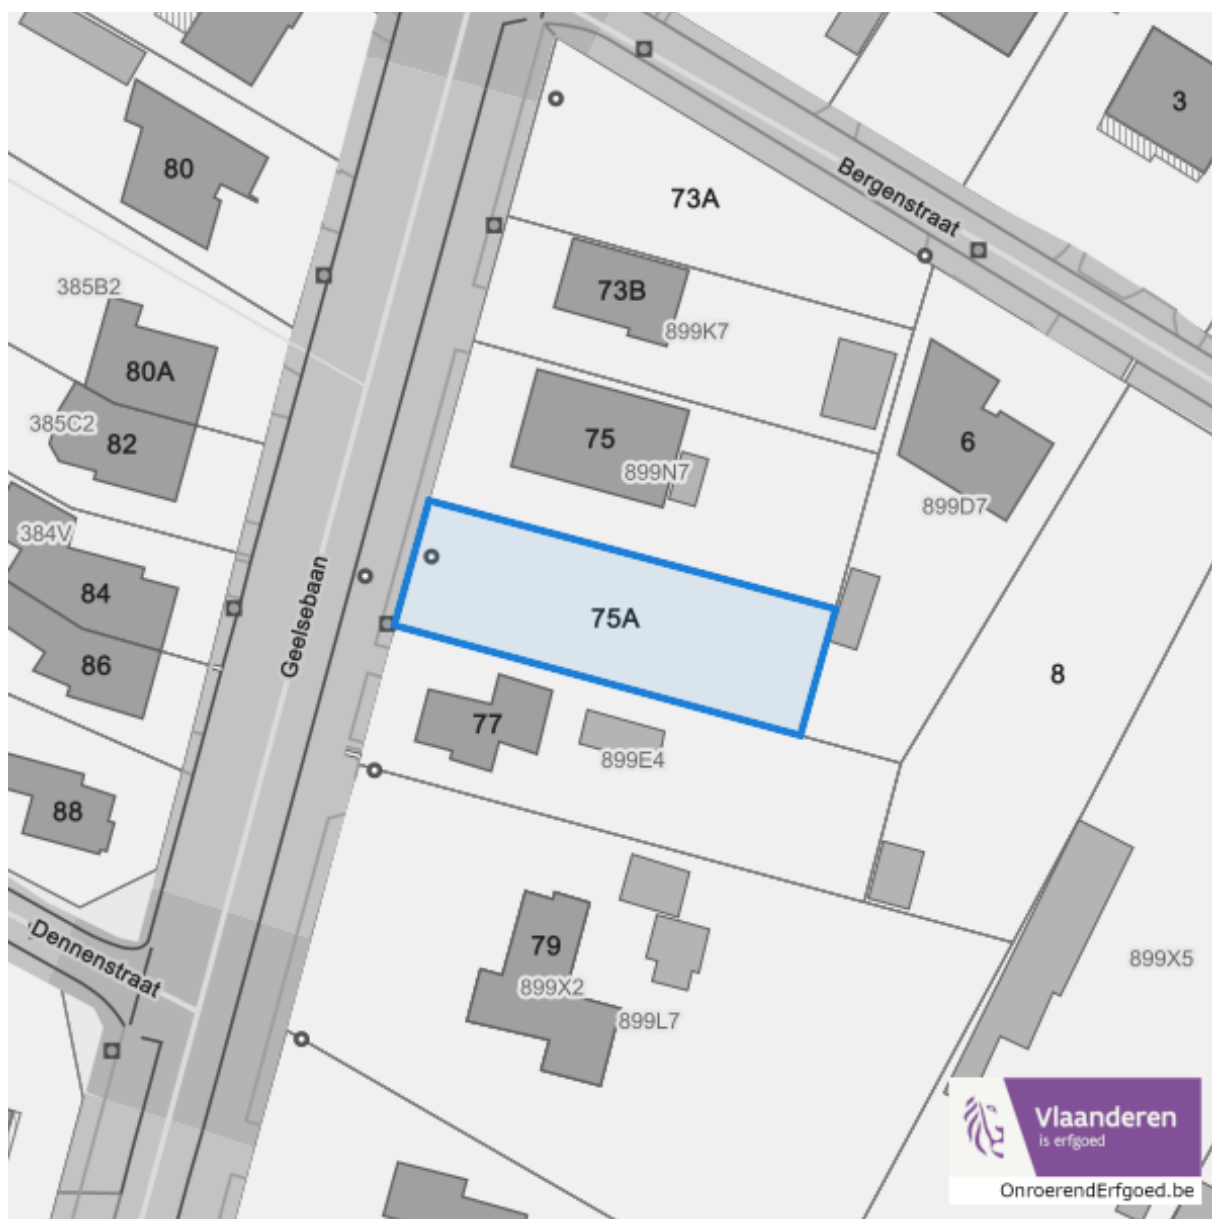 3
80
Bergenstraat
73A
385B2
73B
899K7
80A
385C2
82
75
899N7
6
899D7
384V
84
Geelsebaan
75A
86
8
77
899E4
88
Dennenstraat
79
899X2
899L7
899X5
Vlaanderen
is erfgoed
OnroerendErfgoed.be